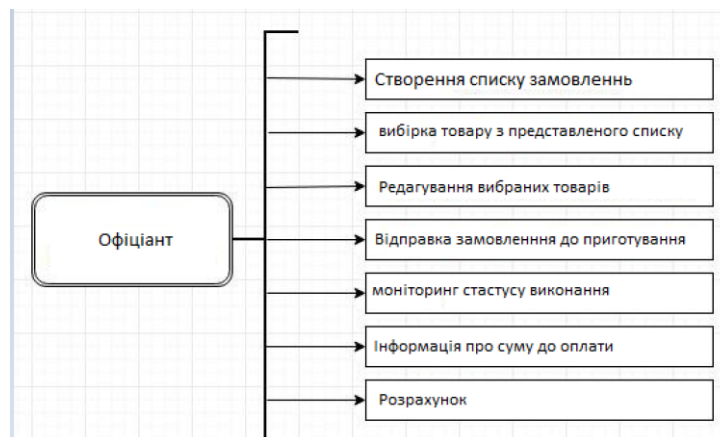 Створення списку замовленнь
вибірка товару з представленого списку
Редагування вибраних товарів
Офіціант
Відправка замовленння до приготування
моніторинг стастусу виконання
Інформація про суму до оплати
Розрахунок